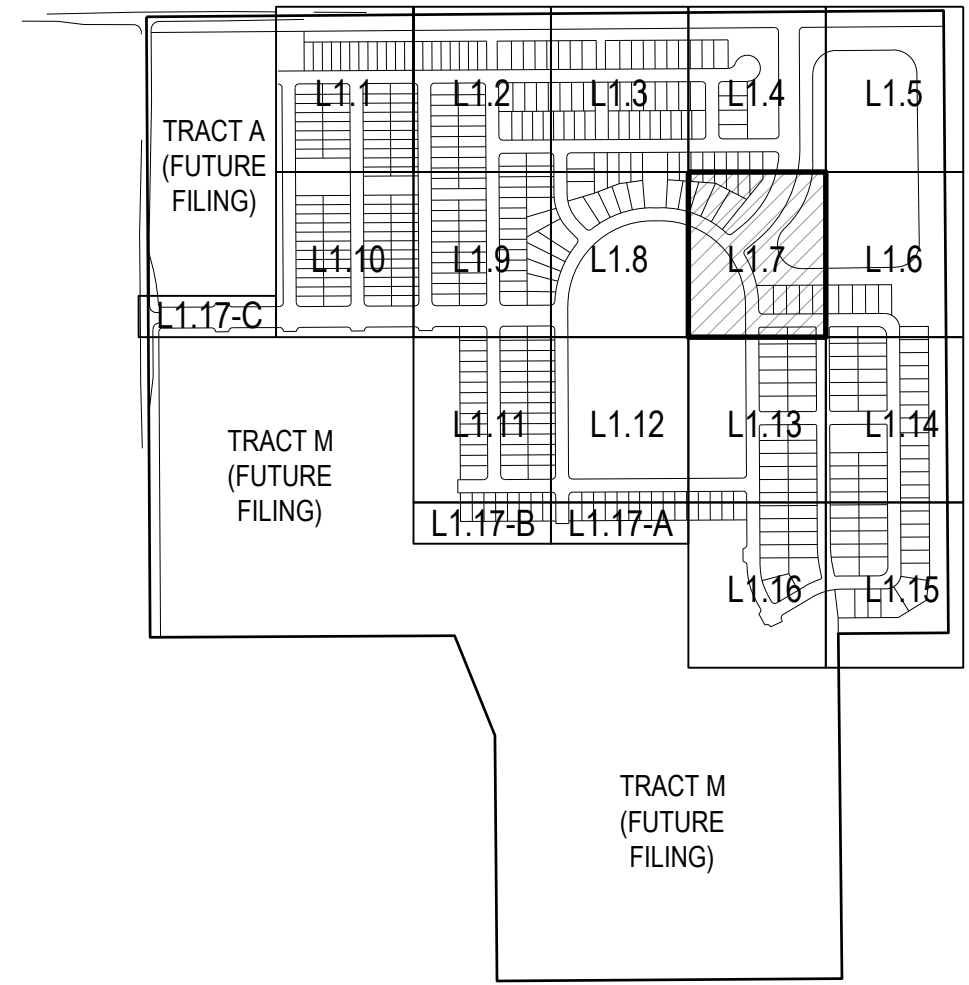 L1.1
L1.2
L1.3
L1.4
L1.5
TRACT A
(FUTURE
FILING)
L1.10
L1.9
L1.8
L1.7
L1.6
L1.17-C
TRACT M
(FUTURE
FILING)
L1.11
L1.12
L1.13
L1.14
L1.17-B
L1.17-A
L1.16
L1.15
TRACT M
(FUTURE
FILING)